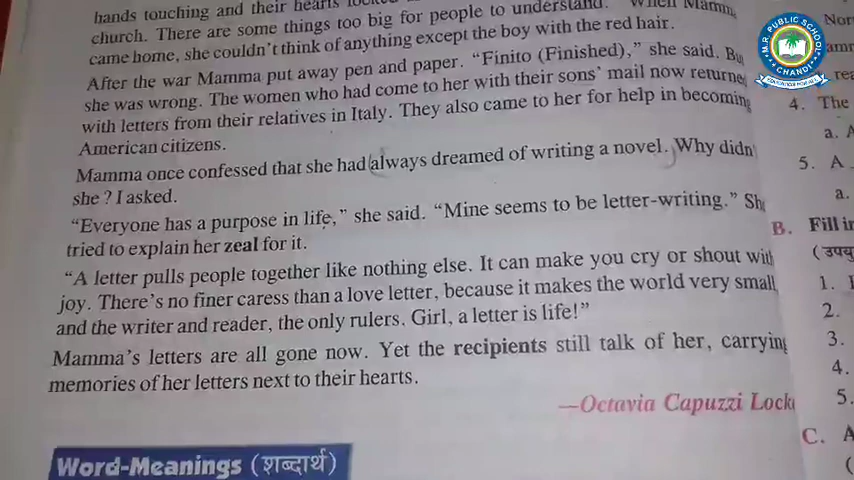 hands touching and their hearts
church. There are some things too big for people to understand. When Mamm
came home, she couldn't think of anything except the boy with the red hair.
After the war Mamma put away pen and paper. "Finito (Finished)," she said. Bu
she was wrong. The women who had come to her with their sons' mail now returne
with letters from their relatives in Italy. They also came to her for help in becoming
American citizens.
Mamma once confessed that she had always dreamed of writing a novel. Why didn
she ? I asked.
"Everyone has a purpose in life," she said. "Mine seems to be letter-writing." Sh
tried to explain her zeal for it.
"A letter pulls people together like nothing else. It can make you cry or shout wit
joy. There's no finer caress than a love letter, because it makes the world very small
and the writer and reader, the only rulers. Girl, a letter is life!"
Mamma's letters are all gone now. Yet the recipients still talk of her, carrying
memories of her letters next to their hearts.
—Octavia Capuzzi Lock
Word-Meanings (शब्दार्थ)
M.R. PUBLIC SCHOOL
CHANDI
Nor
4. The
a. A
5. A
a.
B. Fill in
(उपयु
1.
2.
3.
4.
5.
C. A
(